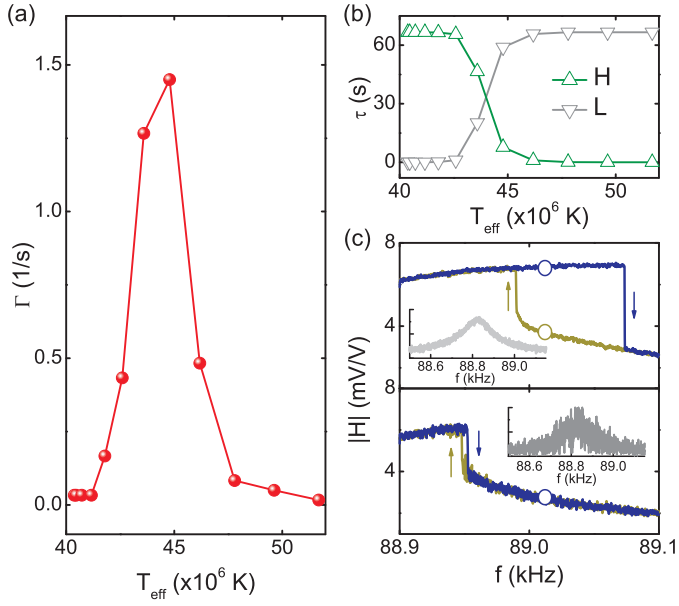 (a)
1.5
1.0
0.5
0.0
Γ (1/s)
40
45
50
T_eff (x10^6 K)
(b)
60
30
0
τ (s)
H
L
40
45
50
T_eff (x10^6 K)
(c)
8
4
88.6 88.8 89.0
f (kHz)
|H| (mV/V)
8
4
88.6 88.8 89.0
f (kHz)
88.9
89.0
89.1
f (kHz)